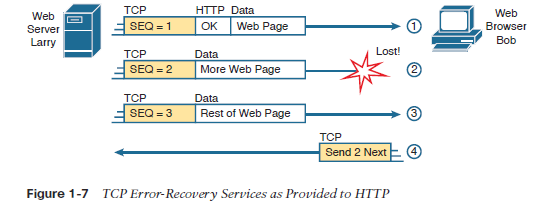 Web
Server
Larry
TCP HTTP Data
SEQ = 1 OK Web Page
1
Web
Browser
Bob
TCP Data
SEQ = 2 More Web Page
Lost!
2
TCP Data
SEQ = 3 Rest of Web Page
3
TCP
Send 2 Next
4
Figure 1-7 TCP Error-Recovery Services as Provided to HTTP